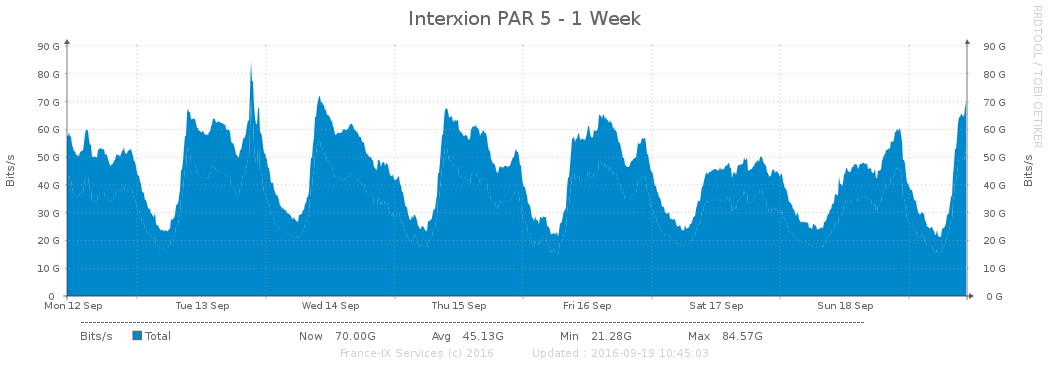 Interxion PAR 5 - 1 Week
RRDTOOL / TOBI OETIKER
Bits/s
90 G
80 G
70 G
60 G
50 G
40 G
30 G
20 G
10 G
0
90 G
80 G
70 G
60 G
50 G
40 G
30 G
20 G
10 G
0 G
Bits/s
Mon 12 Sep Tue 13 Sep Wed 14 Sep Thu 15 Sep Fri 16 Sep Sat 17 Sep Sun 18 Sep
Bits/s Total Now 70.00G Avg 45.13G Min 21.28G Max 84.57G
France-IX Services (c) 2016 Updated : 2016-09-19 10:45:03